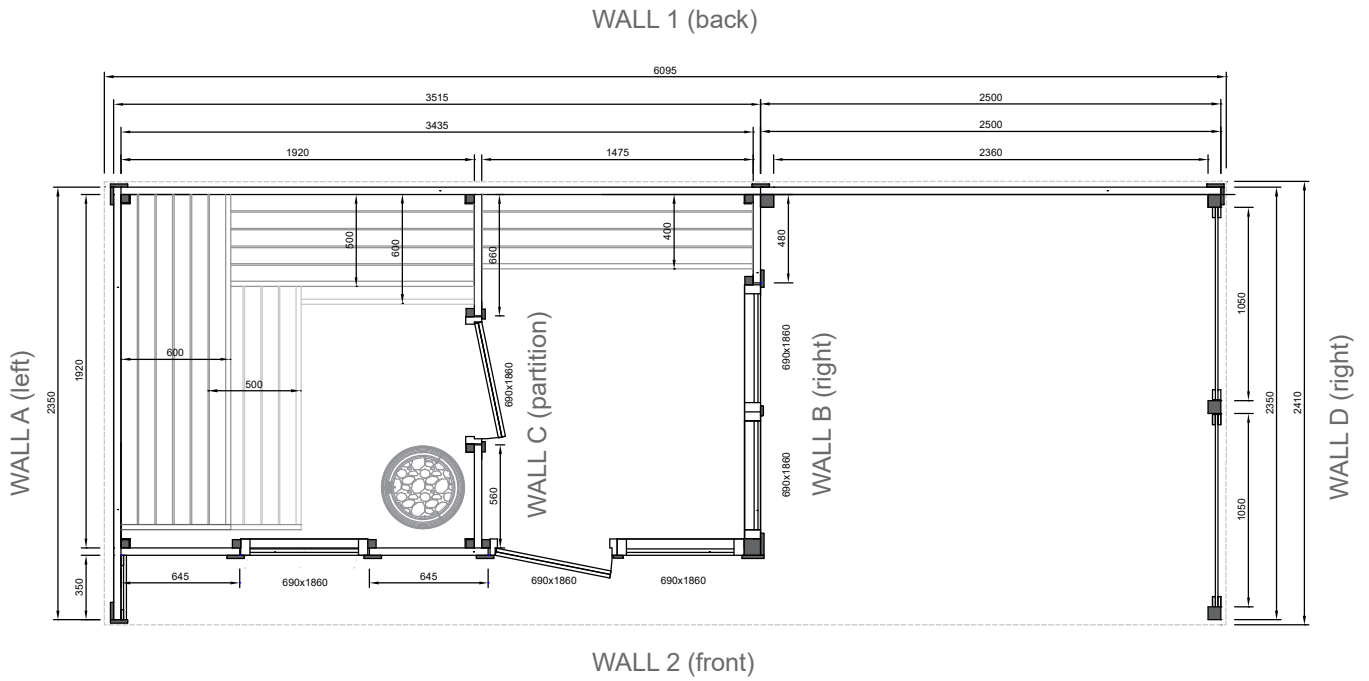 WALL 1 (back)
6095
3515
2500
3435
2500
1920
1475
2360
500
600
660
400
480
1050
1920
2350
600
500
690x1860
690x1860
690x1860
WALL A (left)
WALL C (partition)
WALL B (right)
2350
2410
WALL D (right)
560
1050
350
645
690x1860
645
690x1860
690x1860
WALL 2 (front)